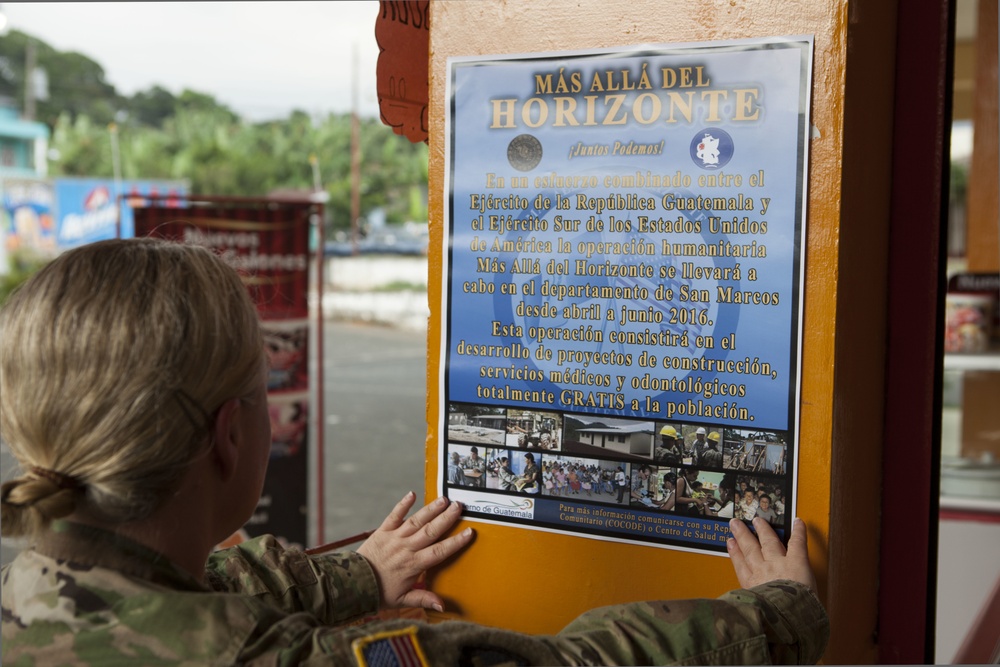 MÁS ALLÁ DEL
HORIZONTE
¡Juntos Podemos!
En un esfuerzo combinado entre el
Ejército de la República Guatemala y
el Ejército Sur de los Estados Unidos
de América la operación humanitaria
Más Allá del Horizonte se llevará a
cabo en el departamento de San Marcos
desde abril a junio 2016.
Esta operación consistirá en el
desarrollo de proyectos de construcción,
servicios médicos y odontológicos
totalmente GRATIS a la población.
de Guatemala
Para más información comunicarse con su
Comunitario (COCODE) o Centro de Salud
Nuevos